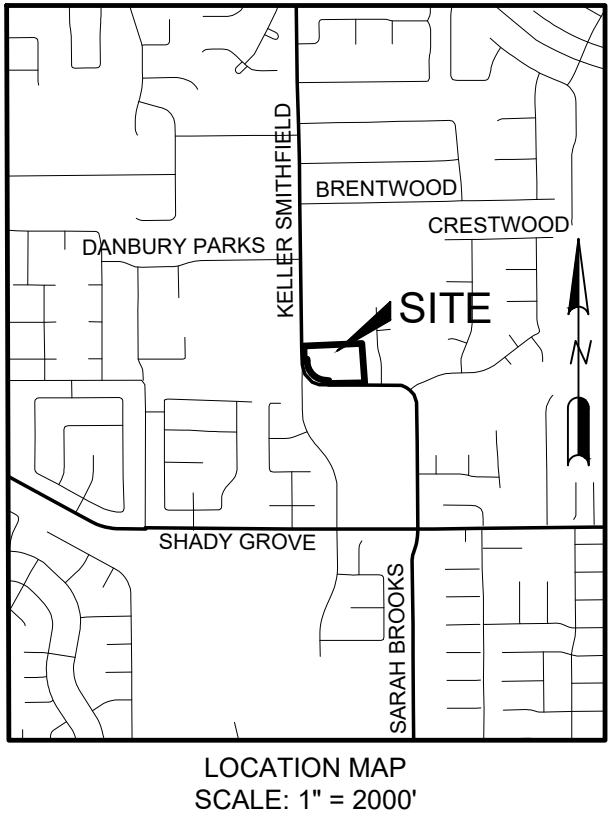 KELLER SMITHFIELD
BRENTWOOD
CRESTWOOD
DANBURY PARKS
SITE
N
SHADY GROVE
SARAH BROOKS
LOCATION MAP
SCALE: 1" = 2000'